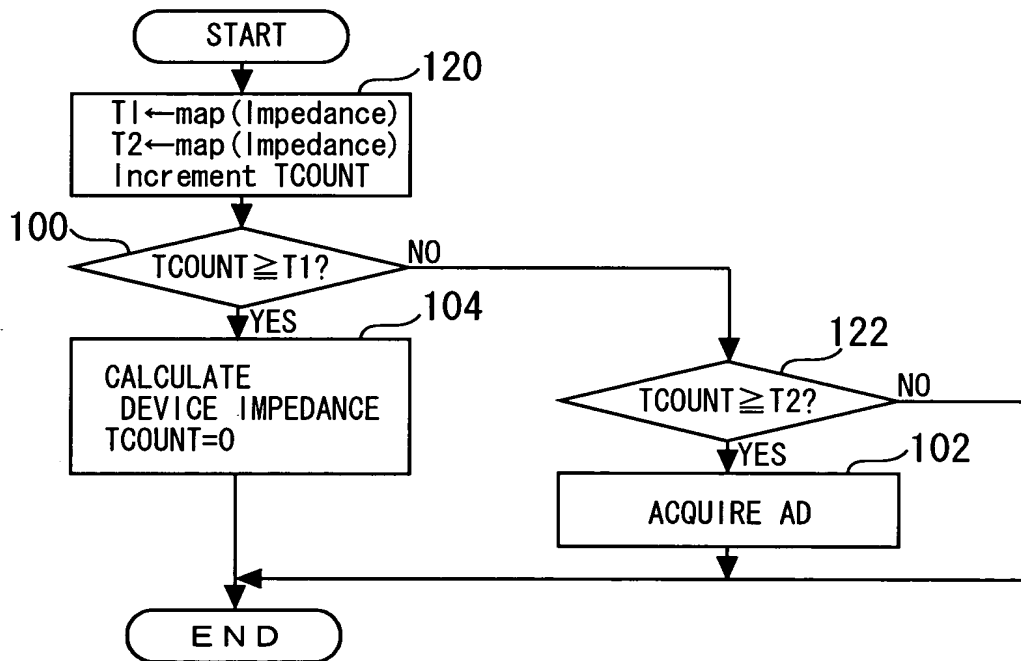 START
120
T1←map(Impedance)
T2←map(Impedance)
Increment TCOUNT
100
TCOUNT≧T1?
NO
YES
104
122
CALCULATE
DEVICE IMPEDANCE
TCOUNT=0
TCOUNT≧T2?
NO
YES
102
ACQUIRE AD
END